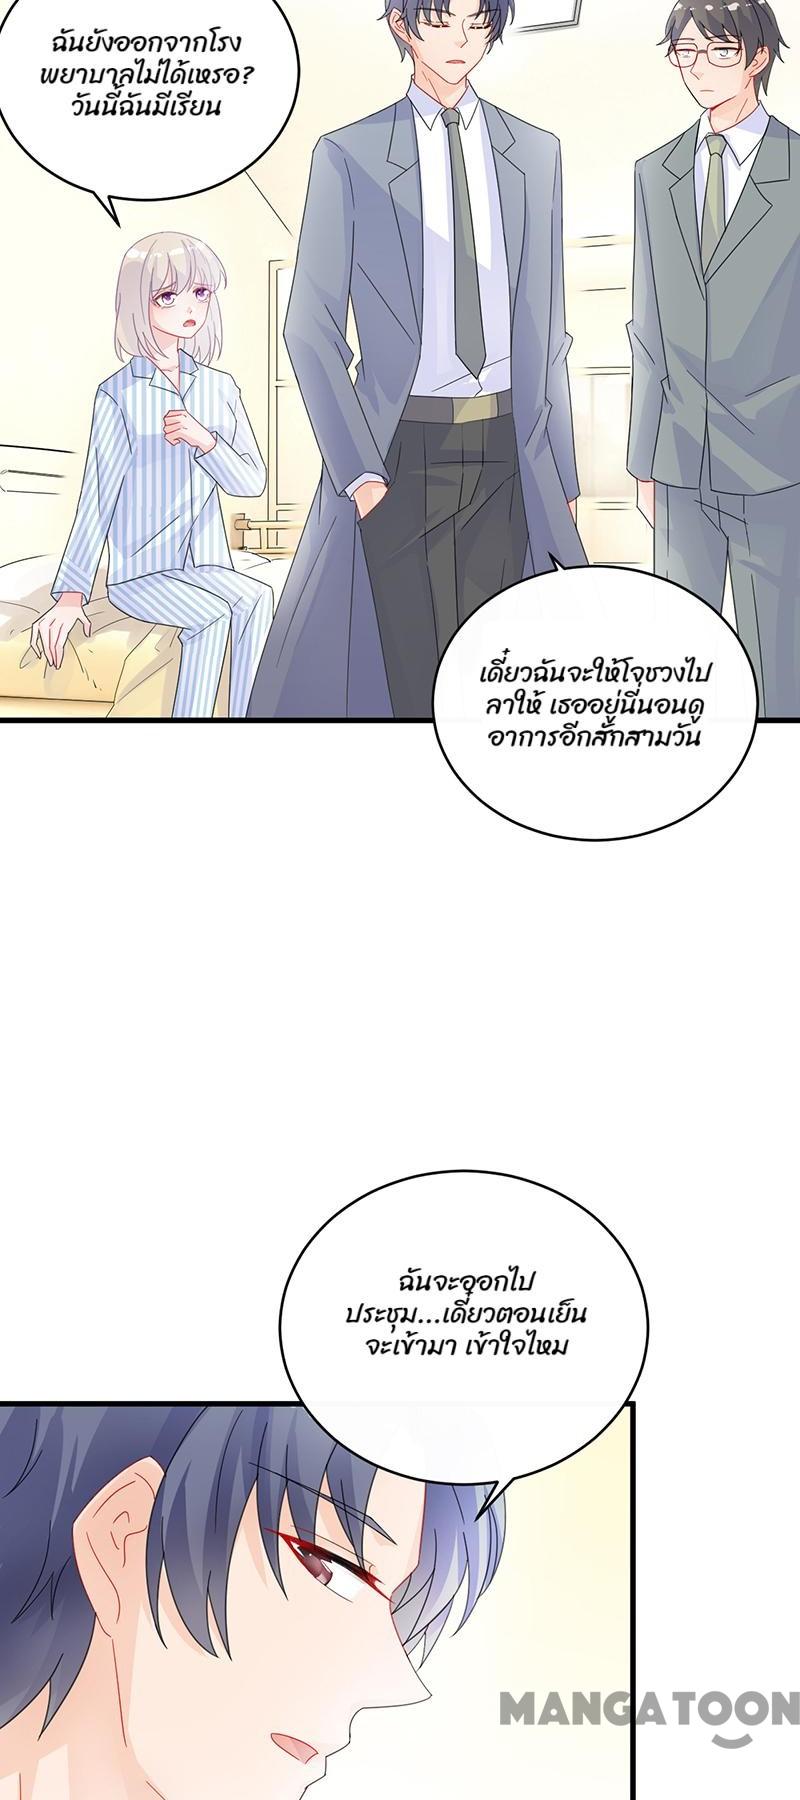 ฉันยังออกจากโรง
พยาบาลไม่ได้เหรอ?
วันนี้ฉันมีเรียน
เดี๋ยวฉันจะให้โจชวงไป
ลาให้ เธออยู่นี่นอนดู
อาการอีกสักสามวัน
ฉันจะออกไป
ประชุม...เดี๋ยวตอนเย็น
จะเข้ามา เข้าใจไหม
MANGATOON